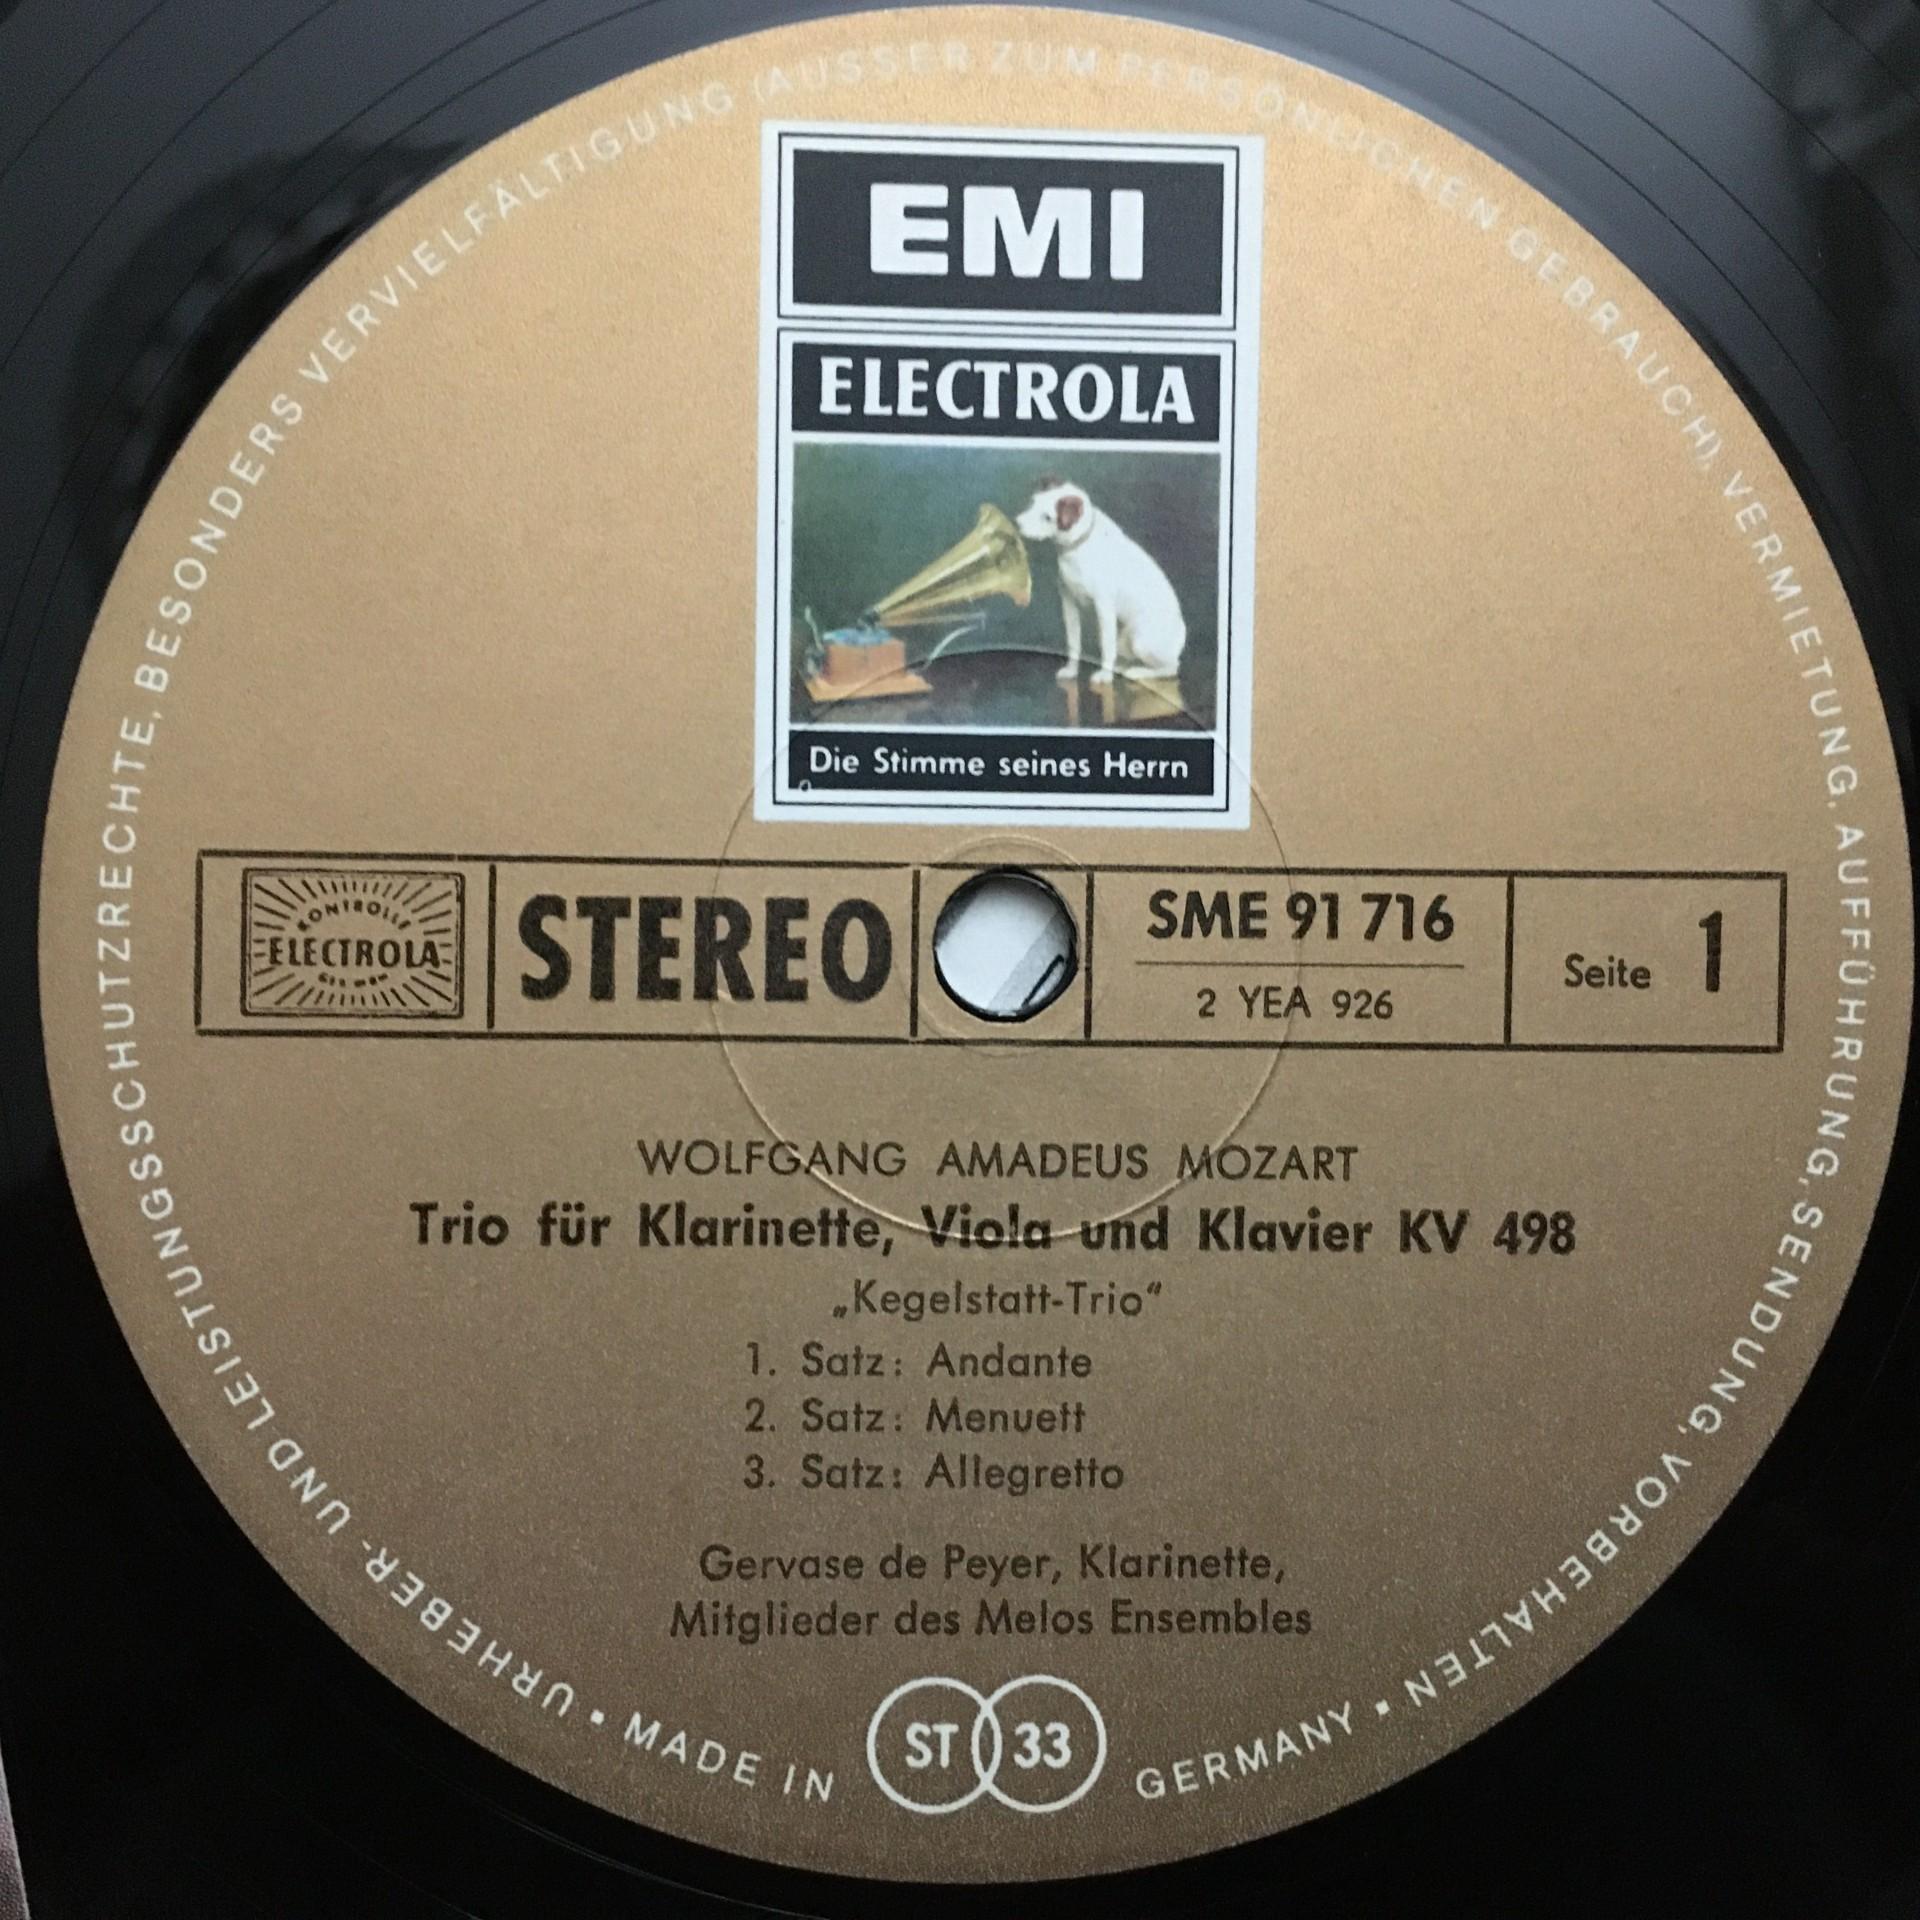 EMI
ELECTROLA
Die Stimme seines Herrn
KONTROLLE
ELECTROLA
STEREO
SME 91 716
2 YEA 926
Seite 1
WOLFGANG AMADEUS MOZART
Trio für Klarinette, Viola und Klavier KV 498
„Kegelstatt-Trio“
1. Satz: Andante
2. Satz: Menuett
3. Satz: Allegretto
Gervase de Peyer, Klarinette,
Mitglieder des Melos Ensembles
ST 33
MADE IN GERMANY •
URHEBER- UND LEISTUNGSSCHUTZRECHTE, BESONDERS VERVIELFÄLTIGUNG (AUSSER ZUM PERSÖNLICHEN GEBRAUCH), VERMIETUNG, AUFFÜHRUNG, SENDUNG, VORBEHALTEN •